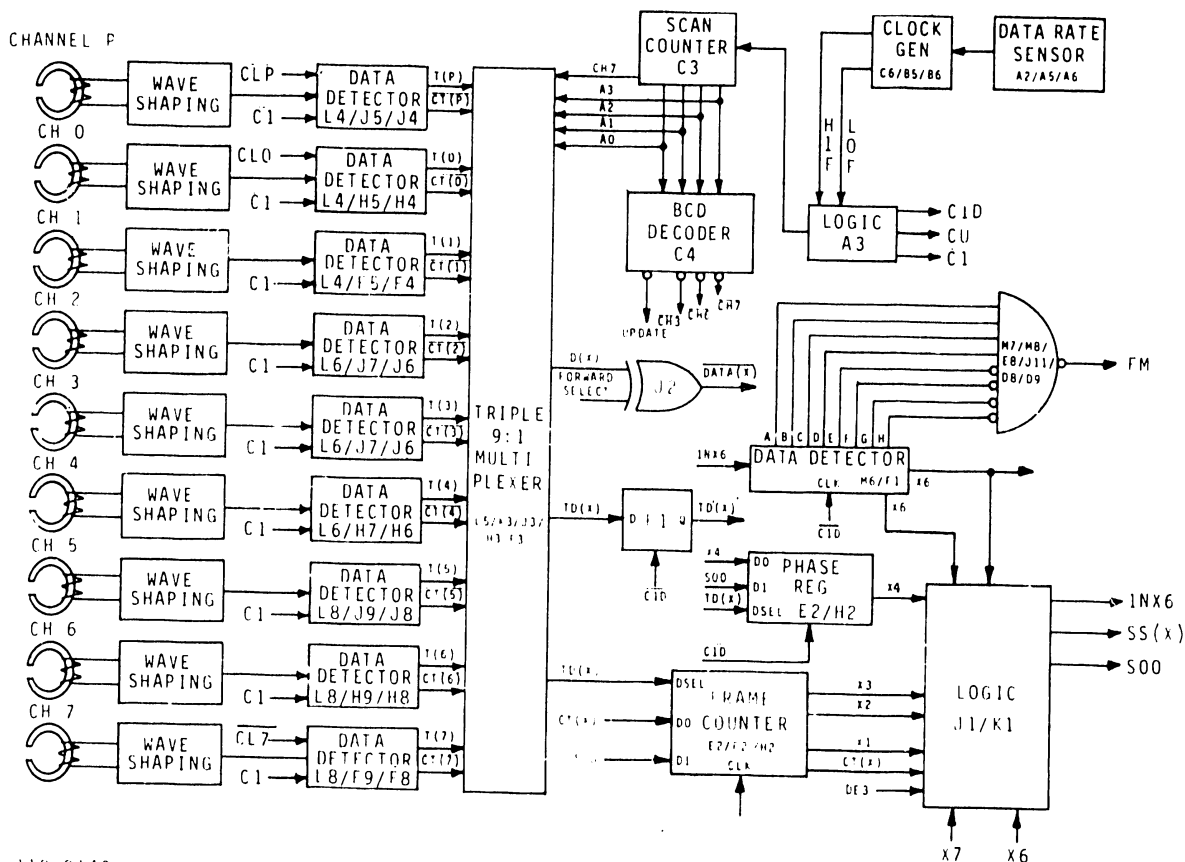 CHANNEL P
WAVE SHAPING
CLP
C1
DATA DETECTOR
L4/J5/J4
T(P)
CT(P)
CH 0
WAVE SHAPING
CL0
C1
DATA DETECTOR
L4/H5/H4
T(0)
CT(0)
CH 1
WAVE SHAPING
C1
DATA DETECTOR
L4/F5/F4
T(1)
CT(1)
CH 2
WAVE SHAPING
C1
DATA DETECTOR
L6/J7/J6
T(2)
CT(2)
CH 3
WAVE SHAPING
C1
DATA DETECTOR
L6/J7/J6
T(3)
CT(3)
CH 4
WAVE SHAPING
C1
DATA DETECTOR
L6/H7/H6
T(4)
CT(4)
CH 5
WAVE SHAPING
C1
DATA DETECTOR
L8/J9/J8
T(5)
CT(5)
CH 6
WAVE SHAPING
C1
DATA DETECTOR
L8/H9/H8
T(6)
CT(6)
CH 7
WAVE SHAPING
CL7
C1
DATA DETECTOR
L8/F9/F8
T(7)
CT(7)
TRIPLE
9:1
MULTI
PLEXER
SCAN
COUNTER
C3
CH7
A3
A2
A1
A0
BCD
DECODER
C4
UPDATE
CH3
CH7
CLOCK
GEN
C6/B5/B6
DATA RATE
SENSOR
A2/A5/A6
H1F
LOF
LOGIC
A3
C1D
CU
C1
D(X)
FORWARD
SELECT
J2
DATA(X)
M7/M8/
E8/J11/
D8/D9
FM
A B C D E F G H
1NX6
DATA DETECTOR
CLK
M6/F1
X6
X6
C1D
TD(X)
D F1 Q
TD(X)
C1D
X4
S00
TD(X)
D0
D1
DSEL
PHASE
REG
E2/H2
X4
C1D
DSEL
D0
D1
FRAME
COUNTER
CLK
X3
X2
X1
CT(X)
DE3
LOGIC
J1/K1
1NX6
SS(X)
S00
X7
X6